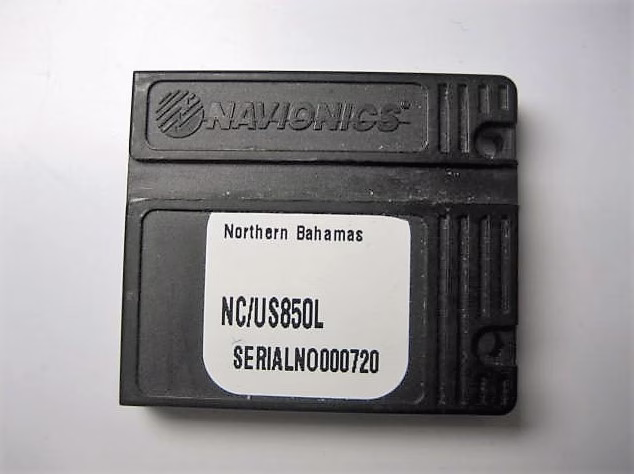 NAVIONICS®
Northern Bahamas
NC/US850L
SERIALNO000720